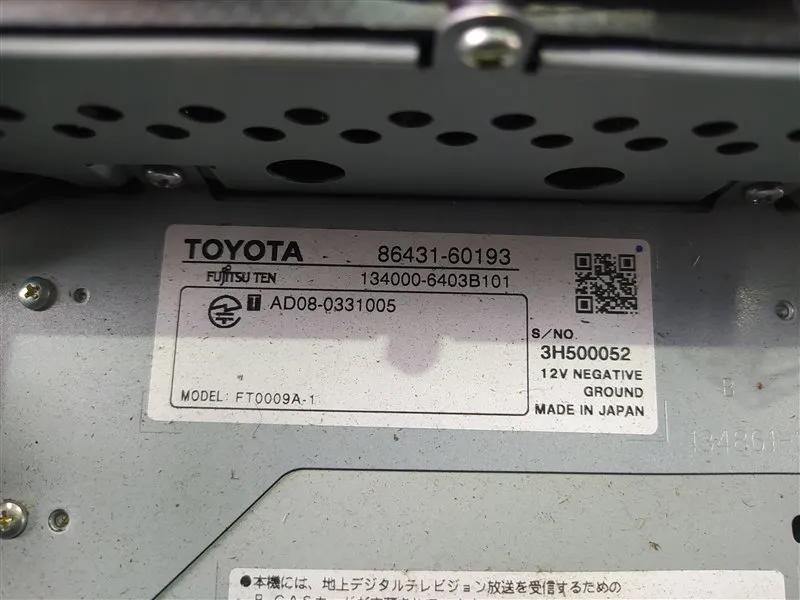 TOYOTA 86431-60193
FUJITSU TEN 134000-6403B101
T AD08-0331005
S/NO.
3H500052
12V NEGATIVE
GROUND
MODEL: FT0009A-1
MADE IN JAPAN
B
134861-
●本機には、地上デジタルテレビジョン放送を受信するための